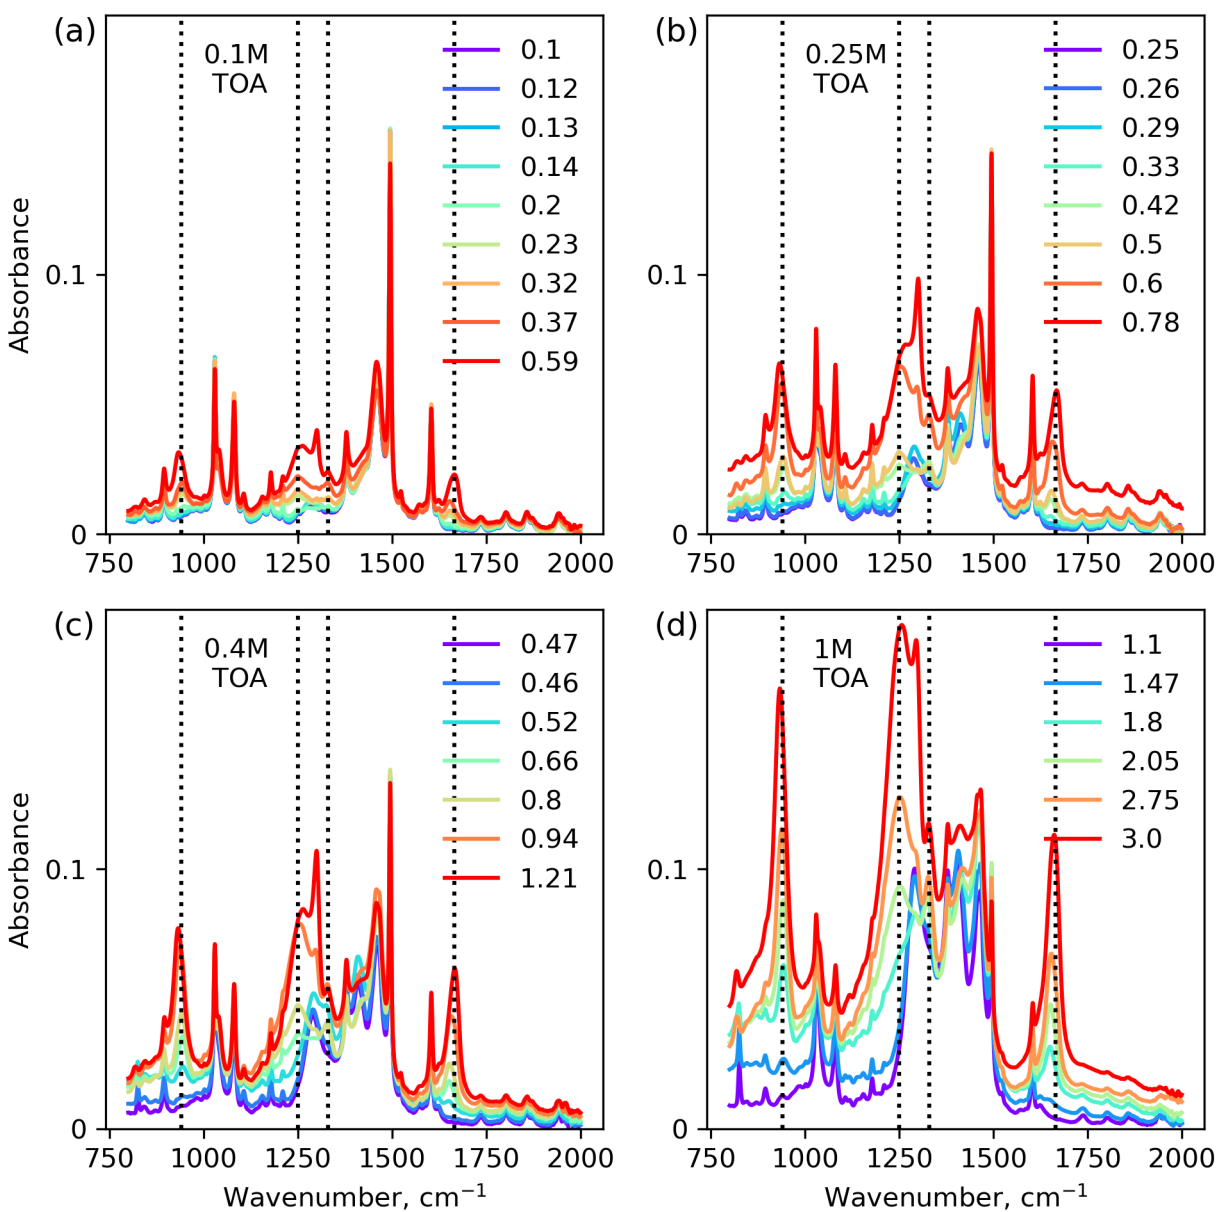 (a)
0.1M
TOA
0.1
0.12
0.13
0.14
0.2
0.23
0.32
0.37
0.59
Absorbance
0.1
0
750 1000 1250 1500 1750 2000
(b)
0.25M
TOA
0.25
0.26
0.29
0.33
0.42
0.5
0.6
0.78
0.1
0
750 1000 1250 1500 1750 2000
(c)
0.4M
TOA
0.47
0.46
0.52
0.66
0.8
0.94
1.21
Absorbance
0.1
0
750 1000 1250 1500 1750 2000
Wavenumber, cm⁻¹
(d)
1M
TOA
1.1
1.47
1.8
2.05
2.75
3.0
0.1
0
750 1000 1250 1500 1750 2000
Wavenumber, cm⁻¹